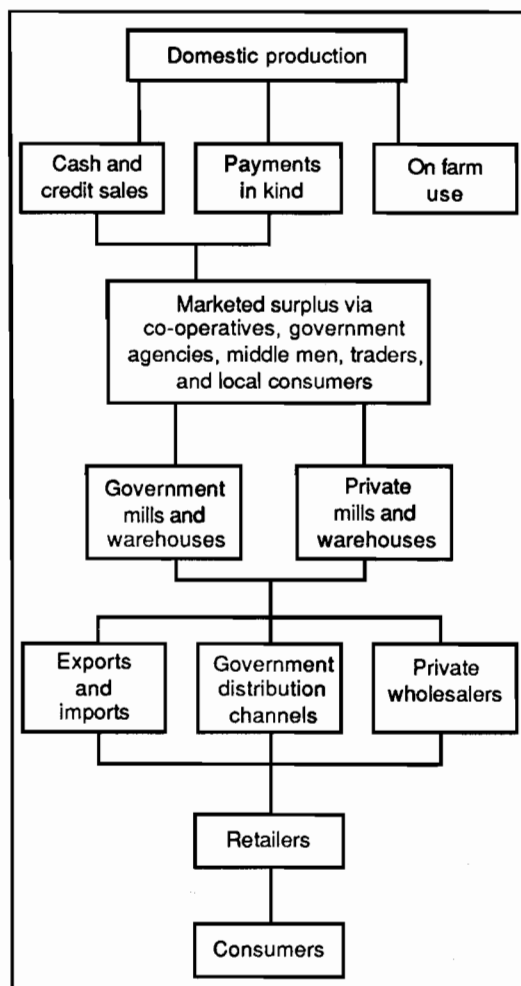 Domestic production
Cash and
credit sales
Payments
in kind
On farm
use
Marketed surplus via
co-operatives, government
agencies, middle men, traders,
and local consumers
Government
mills and
warehouses
Private
mills and
warehouses
Exports
and
imports
Government
distribution
channels
Private
wholesalers
Retailers
Consumers